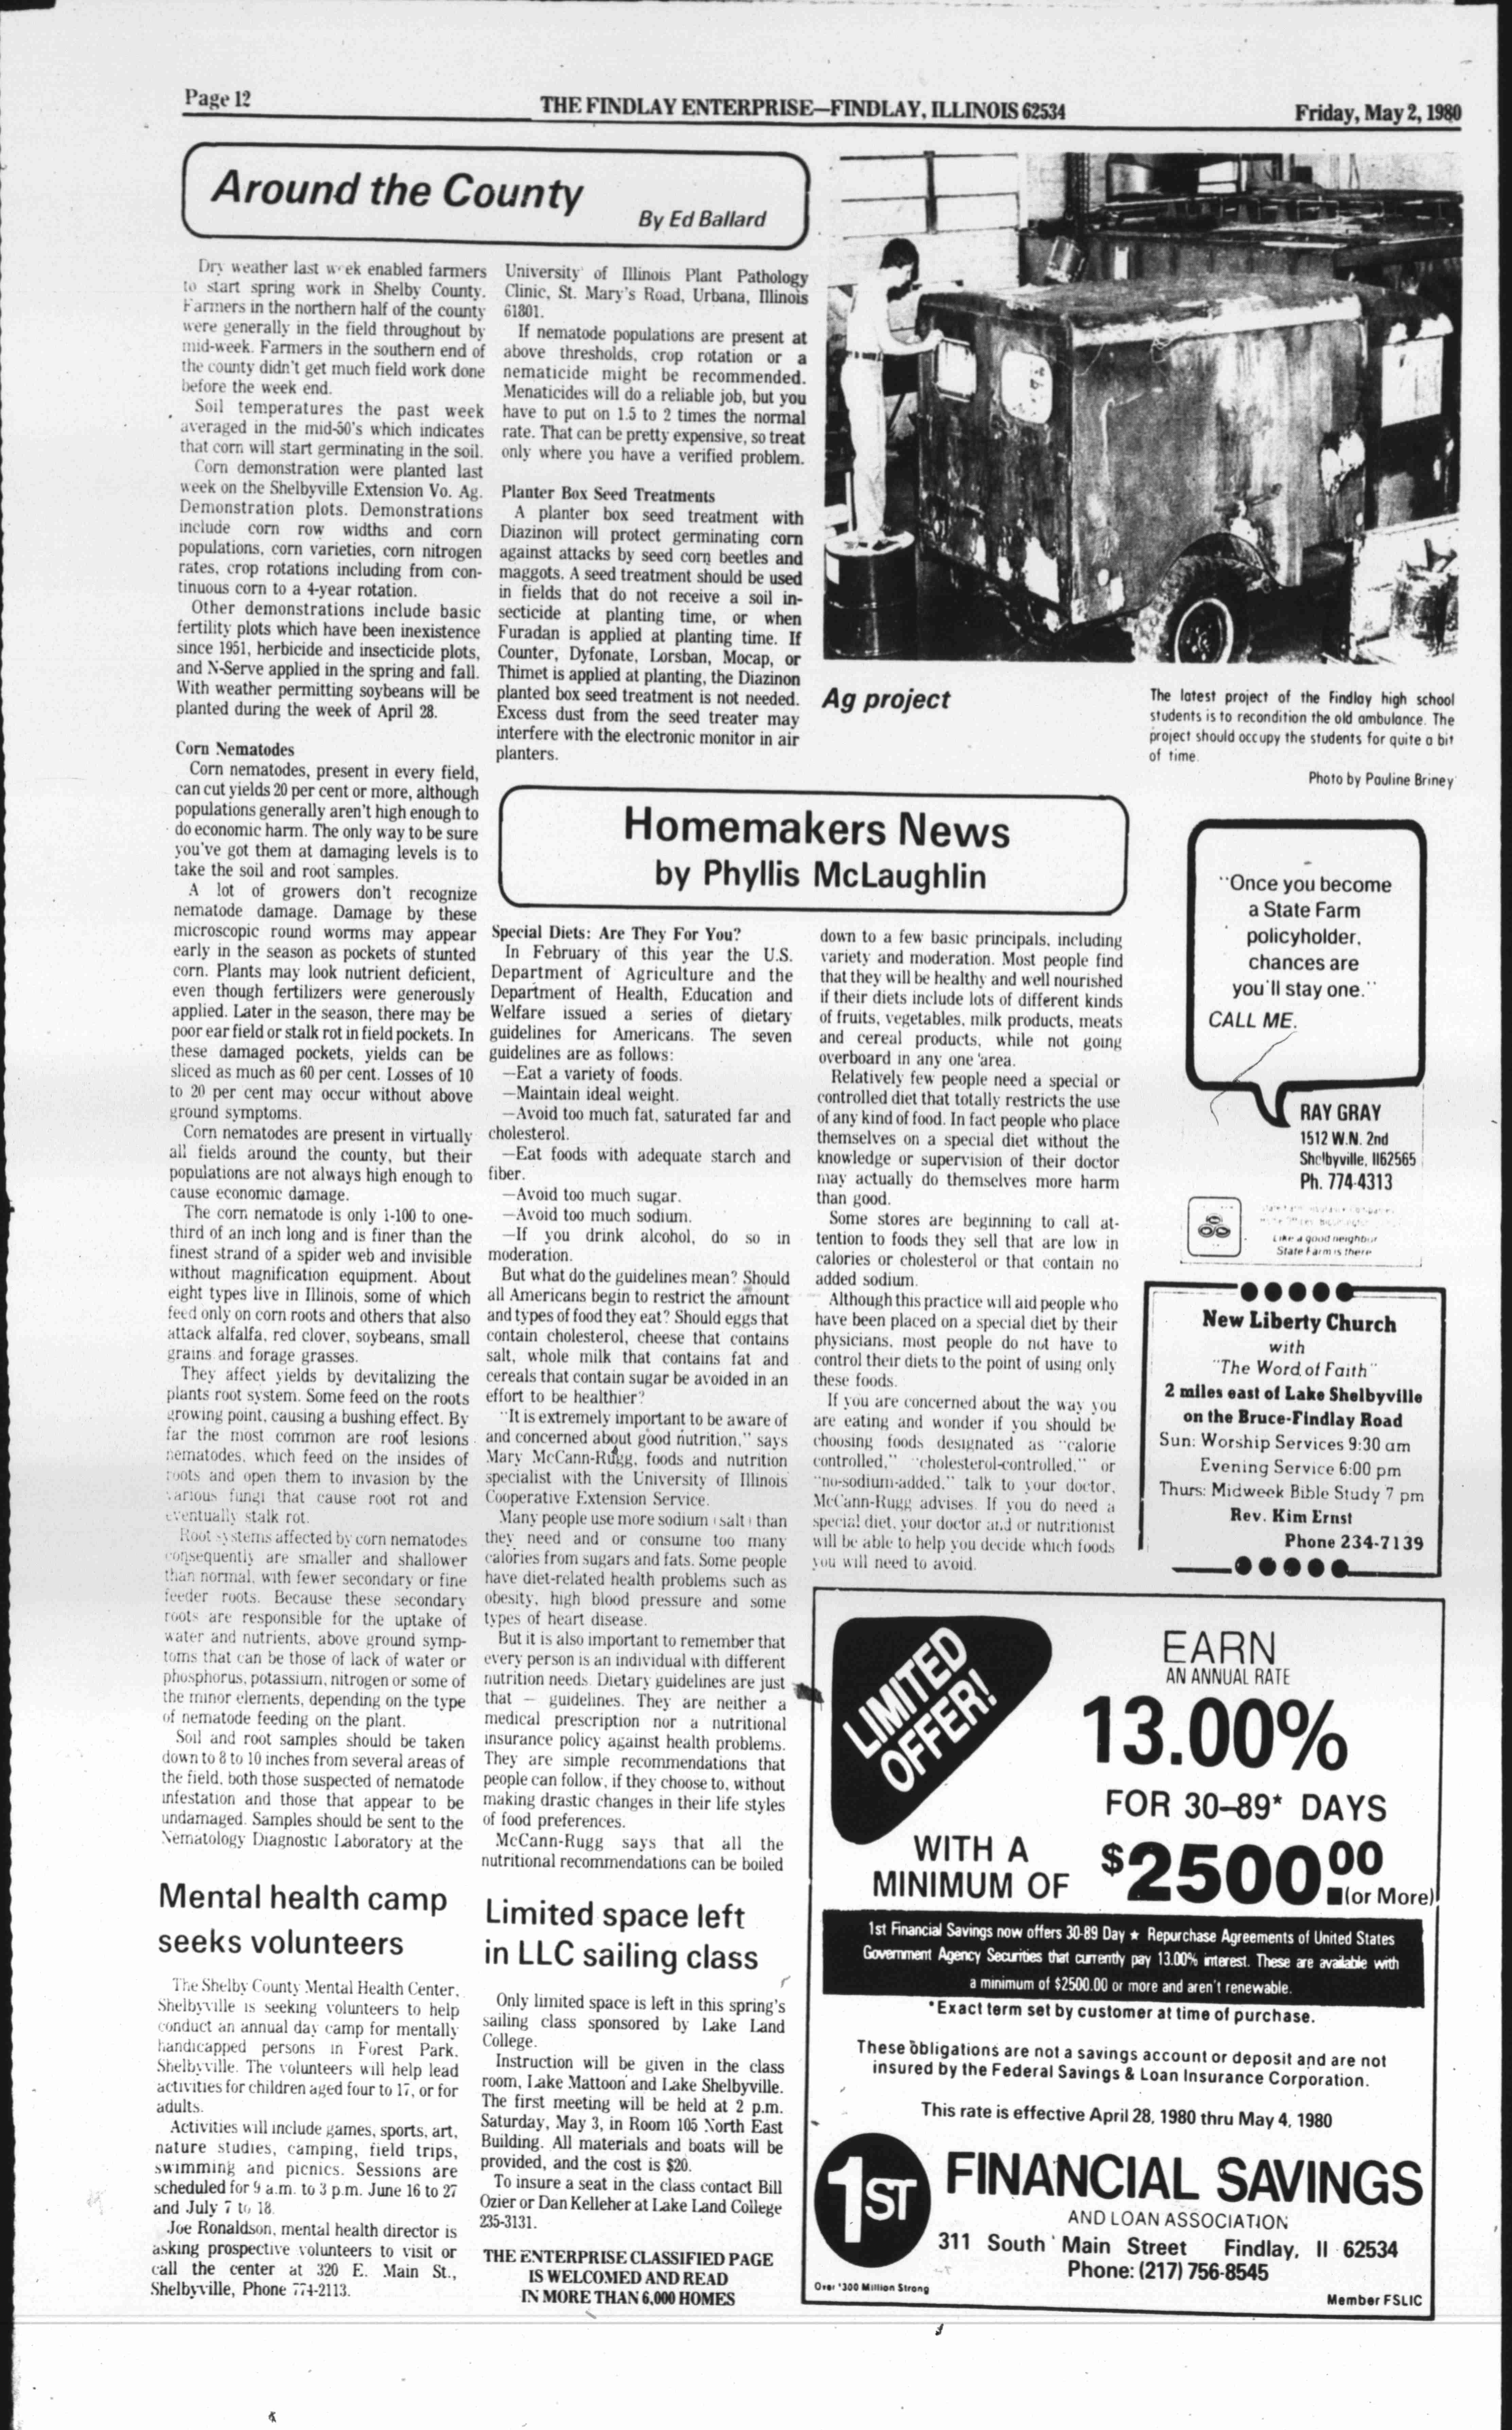 Page 12
THE FINDLAY ENTERPRISE—FINDLAY, ILLINOIS 62534
Friday, May 2, 1980
Around the County
By Ed Ballard
Dry weather last week enabled farmers
to start spring work in Shelby County.
Farmers in the northern half of the county
were generally in the field throughout by
mid-week. Farmers in the southern end of
the county didn't get much field work done
before the week end.
Soil temperatures the past week
averaged in the mid-50's which indicates
that corn will start germinating in the soil.
Corn demonstration were planted last
week on the Shelbyville Extension Vo. Ag.
Demonstration plots. Demonstrations
include corn row widths and corn
populations, corn varieties, corn nitrogen
rates, crop rotations including from con-
tinuous corn to a 4-year rotation.
Other demonstrations include basic
fertility plots which have been inexistence
since 1951, herbicide and insecticide plots,
and N-Serve applied in the spring and fall.
With weather permitting soybeans will be
planted during the week of April 28.
Corn Nematodes
Corn nematodes, present in every field,
can cut yields 20 per cent or more, although
populations generally aren't high enough to
do economic harm. The only way to be sure
you've got them at damaging levels is to
take the soil and root samples.
A lot of growers don't recognize
nematode damage. Damage by these
microscopic round worms may appear
early in the season as pockets of stunted
corn. Plants may look nutrient deficient,
even though fertilizers were generously
applied. Later in the season, there may be
poor ear field or stalk rot in field pockets. In
these damaged pockets, yields can be
sliced as much as 60 per cent. Losses of 10
to 20 per cent may occur without above
ground symptoms.
Corn nematodes are present in virtually
all fields around the county, but their
populations are not always high enough to
cause economic damage.
The corn nematode is only 1-100 to one-
third of an inch long and is finer than the
finest strand of a spider web and invisible
without magnification equipment. About
eight types live in Illinois, some of which
feed only on corn roots and others that also
attack alfalfa, red clover, soybeans, small
grains and forage grasses.
They affect yields by devitalizing the
plants root system. Some feed on the roots
growing point, causing a bushing effect. By
far the most common are roof lesions
nematodes, which feed on the insides of
roots and open them to invasion by the
various fungi that cause root rot and
eventually stalk rot.
Root systems affected by corn nematodes
consequently are smaller and shallower
than normal, with fewer secondary or fine
feeder roots. Because these secondary
roots are responsible for the uptake of
water and nutrients, above ground symp-
toms that can be those of lack of water or
phosphorus, potassium, nitrogen or some of
the minor elements, depending on the type
of nematode feeding on the plant.
Soil and root samples should be taken
down to 8 to 10 inches from several areas of
the field, both those suspected of nematode
infestation and those that appear to be
undamaged. Samples should be sent to the
Nematology Diagnostic Laboratory at the
University of Illinois Plant Pathology
Clinic, St. Mary's Road, Urbana, Illinois
61801.
If nematode populations are present at
above thresholds, crop rotation or a
nematicide might be recommended.
Menaticides will do a reliable job, but you
have to put on 1.5 to 2 times the normal
rate. That can be pretty expensive, so treat
only where you have a verified problem.
Planter Box Seed Treatments
A planter box seed treatment with
Diazinon will protect germinating corn
against attacks by seed corn beetles and
maggots. A seed treatment should be used
in fields that do not receive a soil in-
secticide at planting time, or when
Furadan is applied at planting time. If
Counter, Dyfonate, Lorsban, Mocap, or
Thimet is applied at planting, the Diazinon
planted box seed treatment is not needed.
Excess dust from the seed treater may
interfere with the electronic monitor in air
planters.
Ag project
The latest project of the Findlay high school
students is to recondition the old ambulance. The
project should occupy the students for quite a bit
of time.
Photo by Pauline Briney
Homemakers News
by Phyllis McLaughlin
Special Diets: Are They For You?
In February of this year the U.S.
Department of Agriculture and the
Department of Health, Education and
Welfare issued a series of dietary
guidelines for Americans. The seven
guidelines are as follows:
—Eat a variety of foods.
—Maintain ideal weight.
—Avoid too much fat, saturated far and
cholesterol.
—Eat foods with adequate starch and
fiber.
—Avoid too much sugar.
—Avoid too much sodium.
—If you drink alcohol, do so in
moderation.
But what do the guidelines mean? Should
all Americans begin to restrict the amount
and types of food they eat? Should eggs that
contain cholesterol, cheese that contains
salt, whole milk that contains fat and
cereals that contain sugar be avoided in an
effort to be healthier?
"It is extremely important to be aware of
and concerned about good nutrition," says
Mary McCann-Rugg, foods and nutrition
specialist with the University of Illinois
Cooperative Extension Service.
Many people use more sodium (salt) than
they need and or consume too many
calories from sugars and fats. Some people
have diet-related health problems such as
obesity, high blood pressure and some
types of heart disease.
But it is also important to remember that
every person is an individual with different
nutrition needs. Dietary guidelines are just
that — guidelines. They are neither a
medical prescription nor a nutritional
insurance policy against health problems.
They are simple recommendations that
people can follow, if they choose to, without
making drastic changes in their life styles
of food preferences.
McCann-Rugg says that all the
nutritional recommendations can be boiled
down to a few basic principals, including
variety and moderation. Most people find
that they will be healthy and well nourished
if their diets include lots of different kinds
of fruits, vegetables, milk products, meats
and cereal products, while not going
overboard in any one area.
Relatively few people need a special or
controlled diet that totally restricts the use
of any kind of food. In fact people who place
themselves on a special diet without the
knowledge or supervision of their doctor
may actually do themselves more harm
than good.
Some stores are beginning to call at-
tention to foods they sell that are low in
calories or cholesterol or that contain no
added sodium.
Although this practice will aid people who
have been placed on a special diet by their
physicians, most people do not have to
control their diets to the point of using only
these foods.
If you are concerned about the way you
are eating and wonder if you should be
choosing foods designated as "calorie
controlled," "cholesterol-controlled," or
"no-sodium-added," talk to your doctor,
McCann-Rugg advises. If you do need a
special diet, your doctor and or nutritionist
will be able to help you decide which foods
you will need to avoid.
"Once you become
a State Farm
policyholder,
chances are
you'll stay one."
CALL ME.
RAY GRAY
1512 W.N. 2nd
Shelbyville, Il62565
Ph. 774-4313
Like a good neighbor
State Farm is there
New Liberty Church
with
"The Word of Faith"
2 miles east of Lake Shelbyville
on the Bruce-Findlay Road
Sun: Worship Services 9:30 am
Evening Service 6:00 pm
Thurs: Midweek Bible Study 7 pm
Rev. Kim Ernst
Phone 234-7139
Mental health camp
seeks volunteers
The Shelby County Mental Health Center,
Shelbyville is seeking volunteers to help
conduct an annual day camp for mentally
handicapped persons in Forest Park,
Shelbyville. The volunteers will help lead
activities for children aged four to 17, or for
adults.
Activities will include games, sports, art,
nature studies, camping, field trips,
swimming and picnics. Sessions are
scheduled for 9 a.m. to 3 p.m. June 16 to 27
and July 7 to 18.
Joe Ronaldson, mental health director is
asking prospective volunteers to visit or
call the center at 320 E. Main St.,
Shelbyville, Phone 774-2113.
Limited space left
in LLC sailing class
Only limited space is left in this spring's
sailing class sponsored by Lake Land
College.
Instruction will be given in the class
room, Lake Mattoon and Lake Shelbyville.
The first meeting will be held at 2 p.m.
Saturday, May 3, in Room 105 North East
Building. All materials and boats will be
provided, and the cost is $20.
To insure a seat in the class contact Bill
Ozier or Dan Kelleher at Lake Land College
235-3131.
THE ENTERPRISE CLASSIFIED PAGE
IS WELCOMED AND READ
IN MORE THAN 6,000 HOMES
LIMITED
OFFER!
EARN
AN ANNUAL RATE
13.00%
FOR 30-89* DAYS
WITH A
MINIMUM OF
$2500.00
(or More)
1st Financial Savings now offers 30-89 Day ★ Repurchase Agreements of United States
Government Agency Securities that currently pay 13.00% interest. These are available with
a minimum of $2500.00 or more and aren't renewable.
*Exact term set by customer at time of purchase.
These obligations are not a savings account or deposit and are not
insured by the Federal Savings & Loan Insurance Corporation.
This rate is effective April 28, 1980 thru May 4, 1980
1ST
FINANCIAL SAVINGS
AND LOAN ASSOCIATION
311 South Main Street Findlay, Il 62534
Phone: (217) 756-8545
Over $300 Million Strong
Member FSLIC